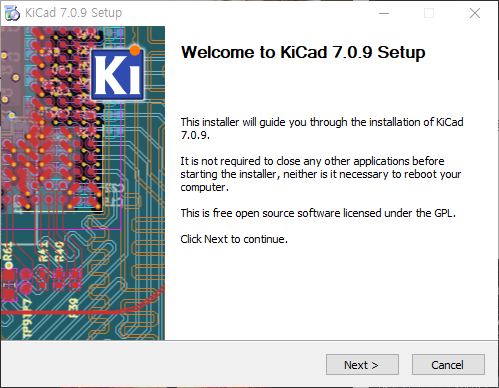 KiCad 7.0.9 Setup
Ki
Welcome to KiCad 7.0.9 Setup
This installer will guide you through the installation of KiCad
7.0.9.
It is not required to close any other applications before
starting the installer, neither is it necessary to reboot your
computer.
This is free open source software licensed under the GPL.
Click Next to continue.
R41
R40
Next >
Cancel